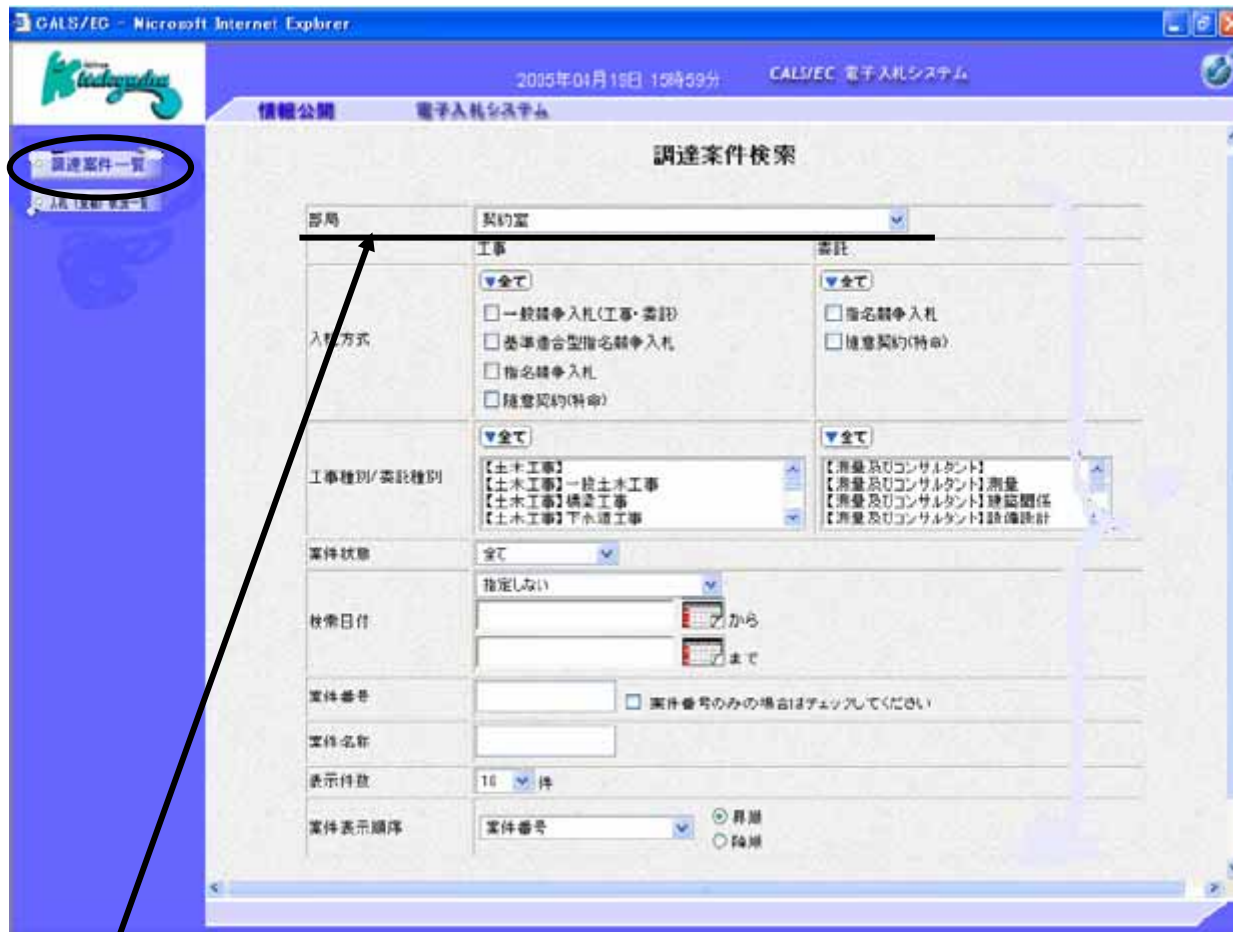 CALS/EC - Microsoft Internet Explorer
2005年04月19日 15時59分
CALS/EC 電子入札システム
情報公開
電子入札システム
調達案件一覧
調達案件検索
部局
契約室
工事
委託
入札方式
▼全て
▼全て
一般競争入札(工事・委託)
指名競争入札
基準適合型指名競争入札
随意契約(特命)
指名競争入札
随意契約(特命)
工事種別/委託種別
▼全て
▼全て
【土木工事】
【土木工事】一般土木工事
【土木工事】橋梁工事
【土木工事】下水道工事
【測量及びコンサルタント】
【測量及びコンサルタント】測量
【測量及びコンサルタント】建築関係
【測量及びコンサルタント】設備設計
案件状態
全て
検索日付
指定しない
から
まで
案件番号
案件番号のみの場合はチェックしてください
案件名称
表示件数
10
件
案件表示順序
案件番号
昇順
降順